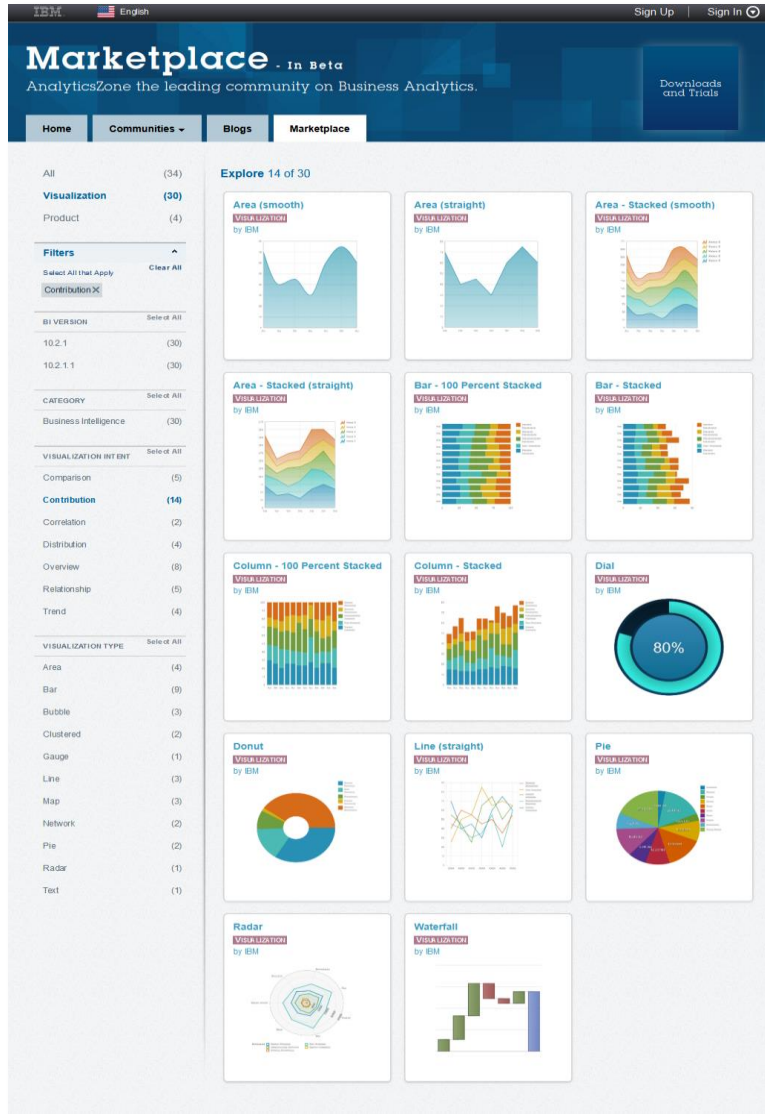 IBM. English Sign Up | Sign In
Marketplace - In Beta
AnalyticsZone the leading community on Business Analytics.
Downloads
and Trials
Home Communities Blogs Marketplace
All (34)
Visualization (30)
Product (4)
Filters
Select All that Apply Clear All
Contribution X
BI VERSION Select All
10.2.1 (30)
10.2.1.1 (30)
CATEGORY Select All
Business Intelligence (30)
VISUALIZATION INTENT Select All
Comparison (5)
Contribution (14)
Correlation (2)
Distribution (4)
Overview (8)
Relationship (5)
Trend (4)
VISUALIZATION TYPE Select All
Area (4)
Bar (9)
Bubble (3)
Clustered (2)
Gauge (1)
Line (3)
Map (3)
Network (2)
Pie (2)
Radar (1)
Text (1)
Explore 14 of 30
Area (smooth)
VISUALIZATION
by IBM
Area (straight)
VISUALIZATION
by IBM
Area - Stacked (smooth)
VISUALIZATION
by IBM
Area - Stacked (straight)
VISUALIZATION
by IBM
Bar - 100 Percent Stacked
VISUALIZATION
by IBM
Bar - Stacked
VISUALIZATION
by IBM
Column - 100 Percent Stacked
VISUALIZATION
by IBM
Column - Stacked
VISUALIZATION
by IBM
Dial
VISUALIZATION
by IBM
80%
Donut
VISUALIZATION
by IBM
Line (straight)
VISUALIZATION
by IBM
Pie
VISUALIZATION
by IBM
Radar
VISUALIZATION
by IBM
Waterfall
VISUALIZATION
by IBM